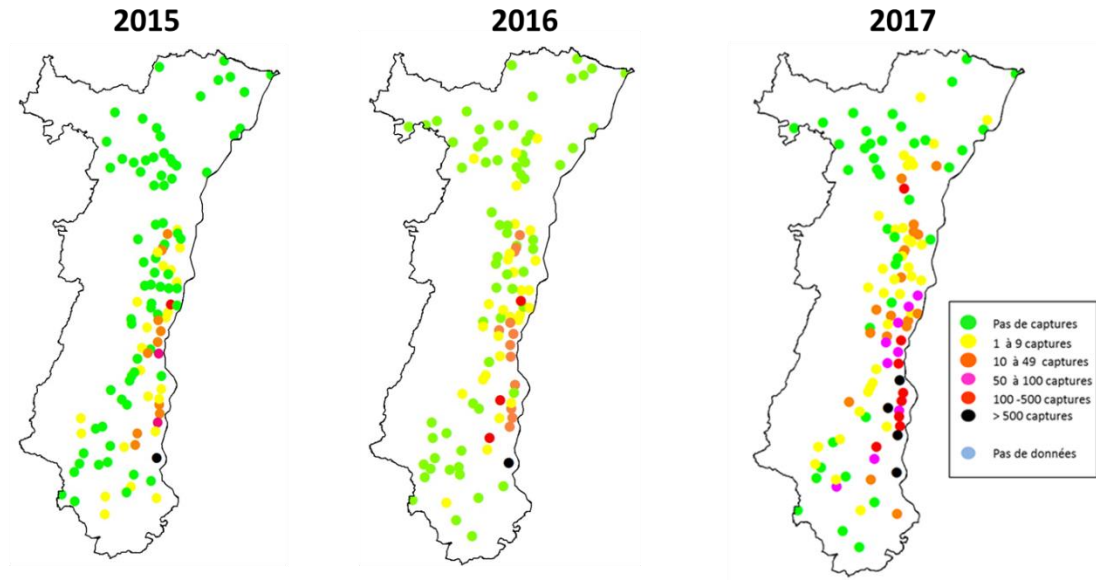 2015
2016
2017
Pas de captures
1 à 9 captures
10 à 49 captures
50 à 100 captures
100 -500 captures
> 500 captures
Pas de données